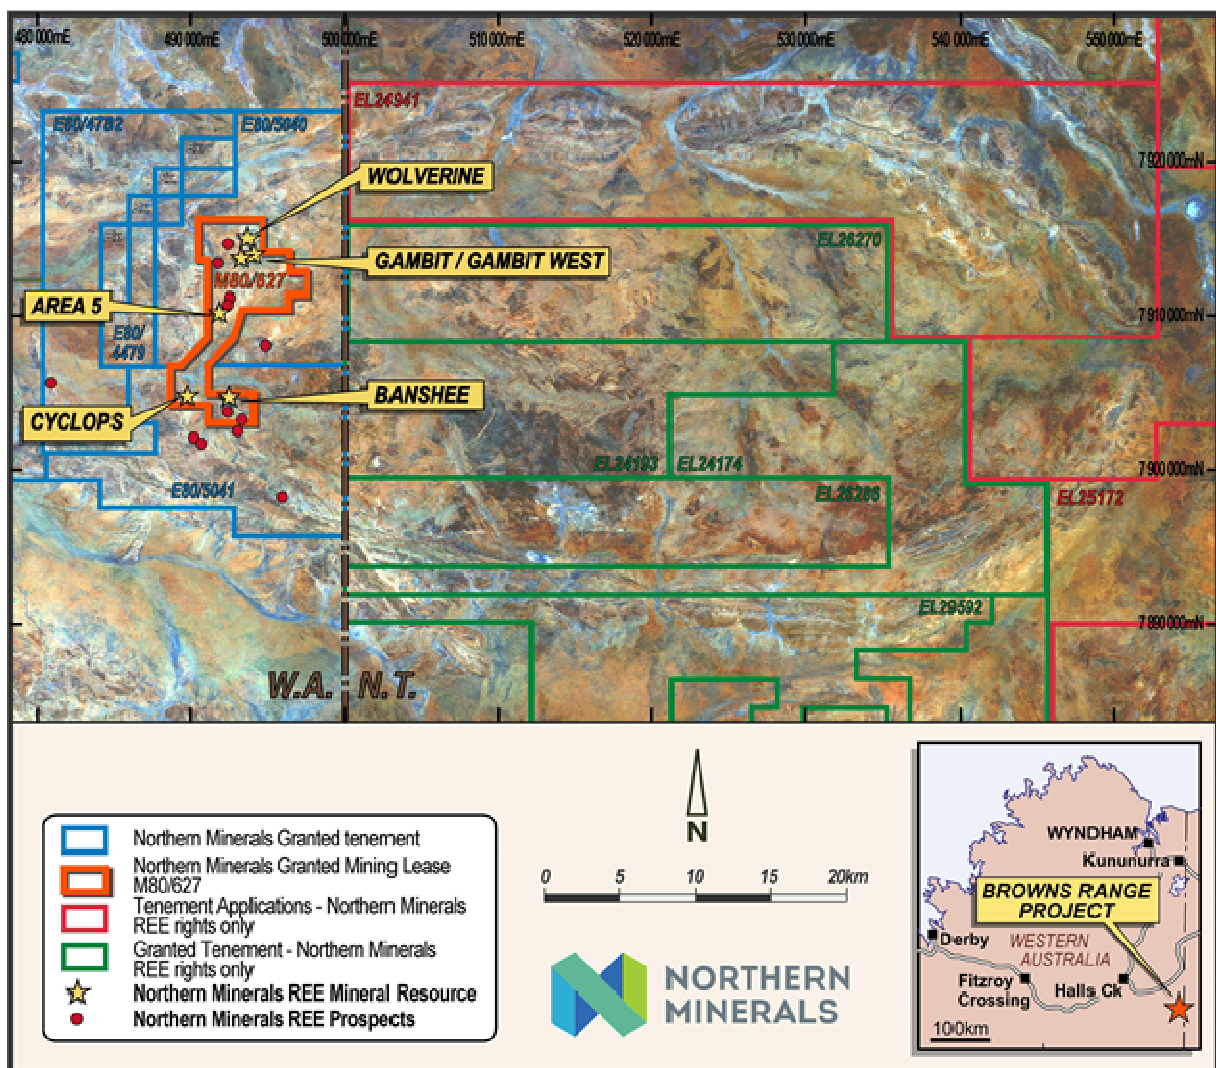 480 000mE 490 000mE 500 000mE 510 000mE 520 000mE 530 000mE 540 000mE 550 000mE
EL24941
E80/4782 E80/5040
7 920 000mN
WOLVERINE
EL26270
GAMBIT / GAMBIT WEST
M80/627
AREA 5
7 910 000mN
E80/
4479
BANSHEE
CYCLOPS
EL24193 EL24174
7 900 000mN
E80/5041
EL26286
EL25172
EL29592
7 890 000mN
W.A. N.T.
N
0 5 10 15 20km
NORTHERN
MINERALS
Northern Minerals Granted tenement
Northern Minerals Granted Mining Lease
M80/627
Tenement Applications - Northern Minerals
REE rights only
Granted Tenement - Northern Minerals
REE rights only
Northern Minerals REE Mineral Resource
Northern Minerals REE Prospects
WYNDHAM
Kununurra
BROWNS RANGE
PROJECT
Derby
WESTERN
AUSTRALIA
Fitzroy
Crossing
Halls Ck
100km